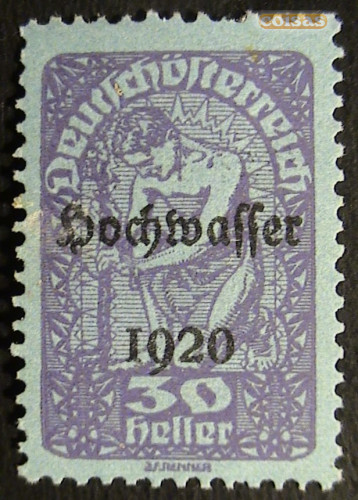 Deutschösterreich
Hochwasser
1920
30
Heller